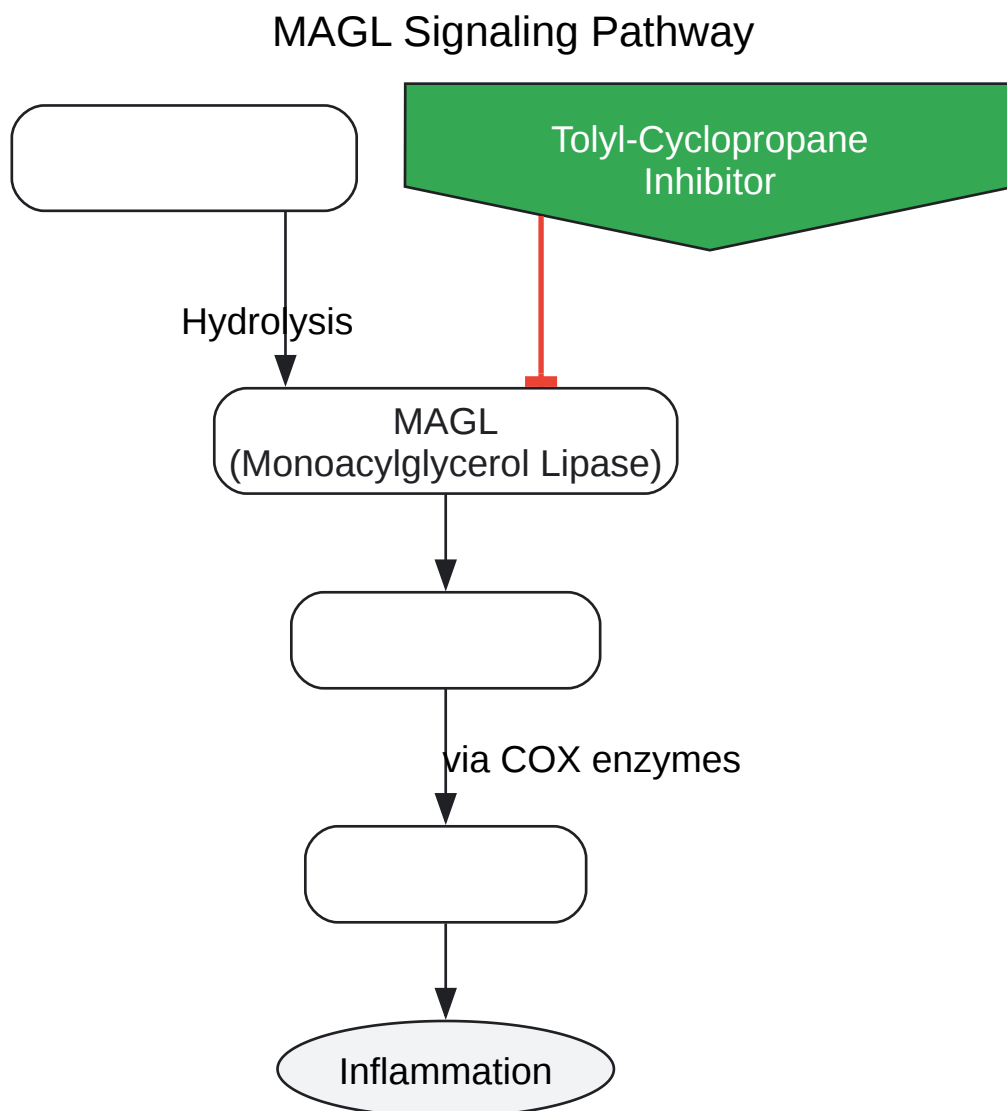 MAGL Signaling Pathway
Tolyl-Cyclopropane
Inhibitor
Hydrolysis
MAGL
(Monoacylglycerol Lipase)
via COX enzymes
Inflammation